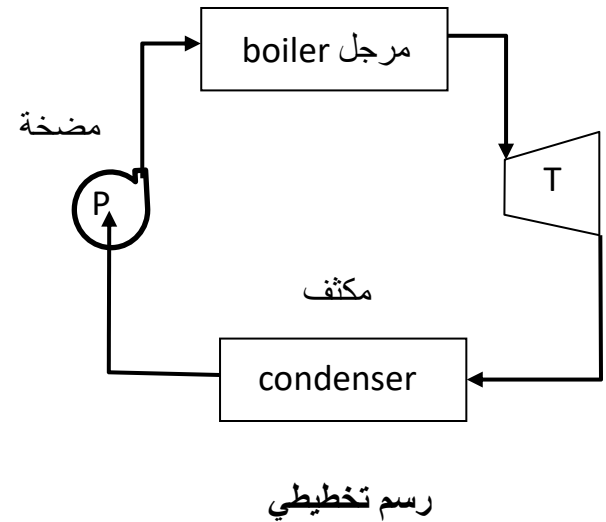 boiler مرجل
مضخة
T
P
مكثف
condenser
رسم تخطيطي